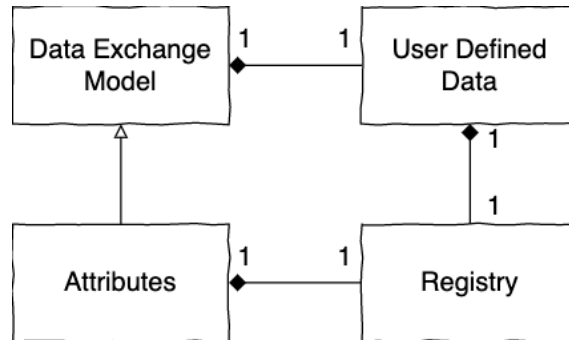 Data Exchange
Model
1
1
User Defined
Data
1
1
Attributes
1
1
Registry